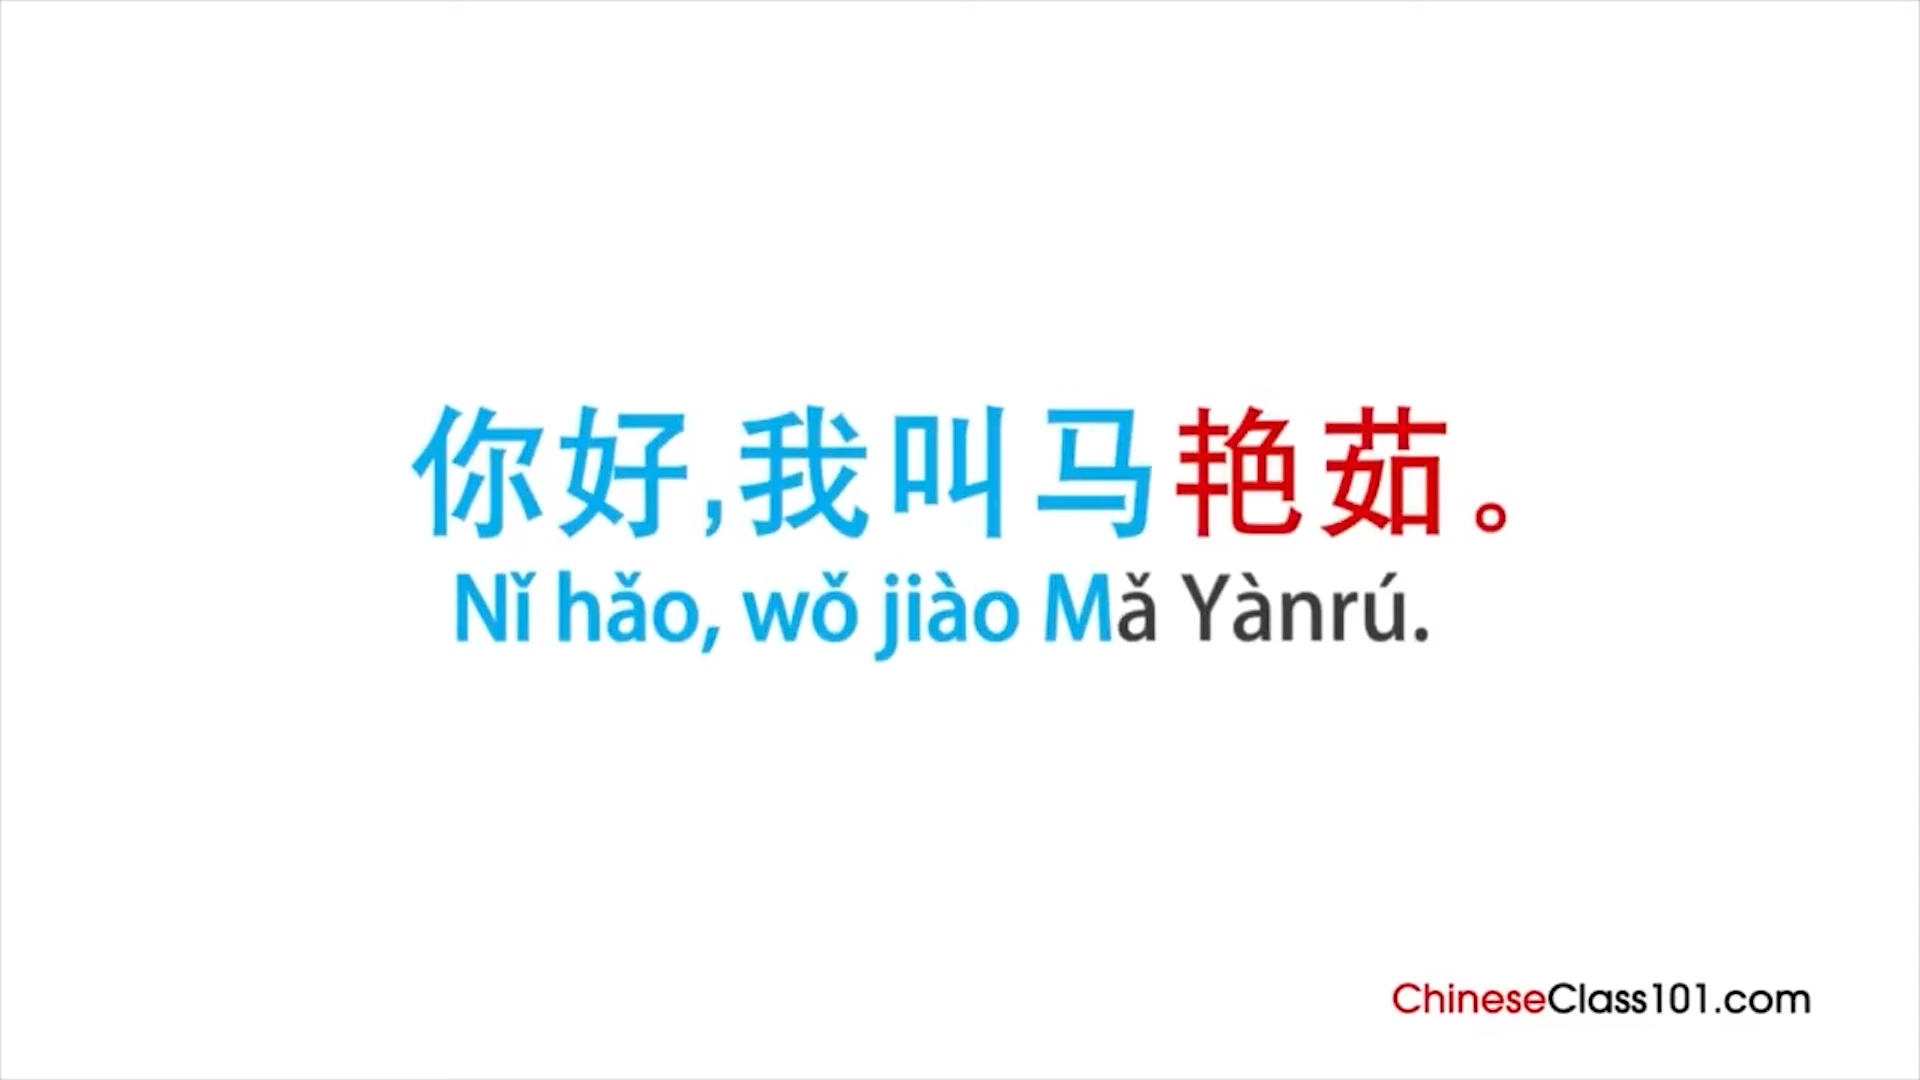 你好,我叫马艳茹。
Nǐ hǎo, wǒ jiào Mǎ Yànrú.
ChineseClass101.com